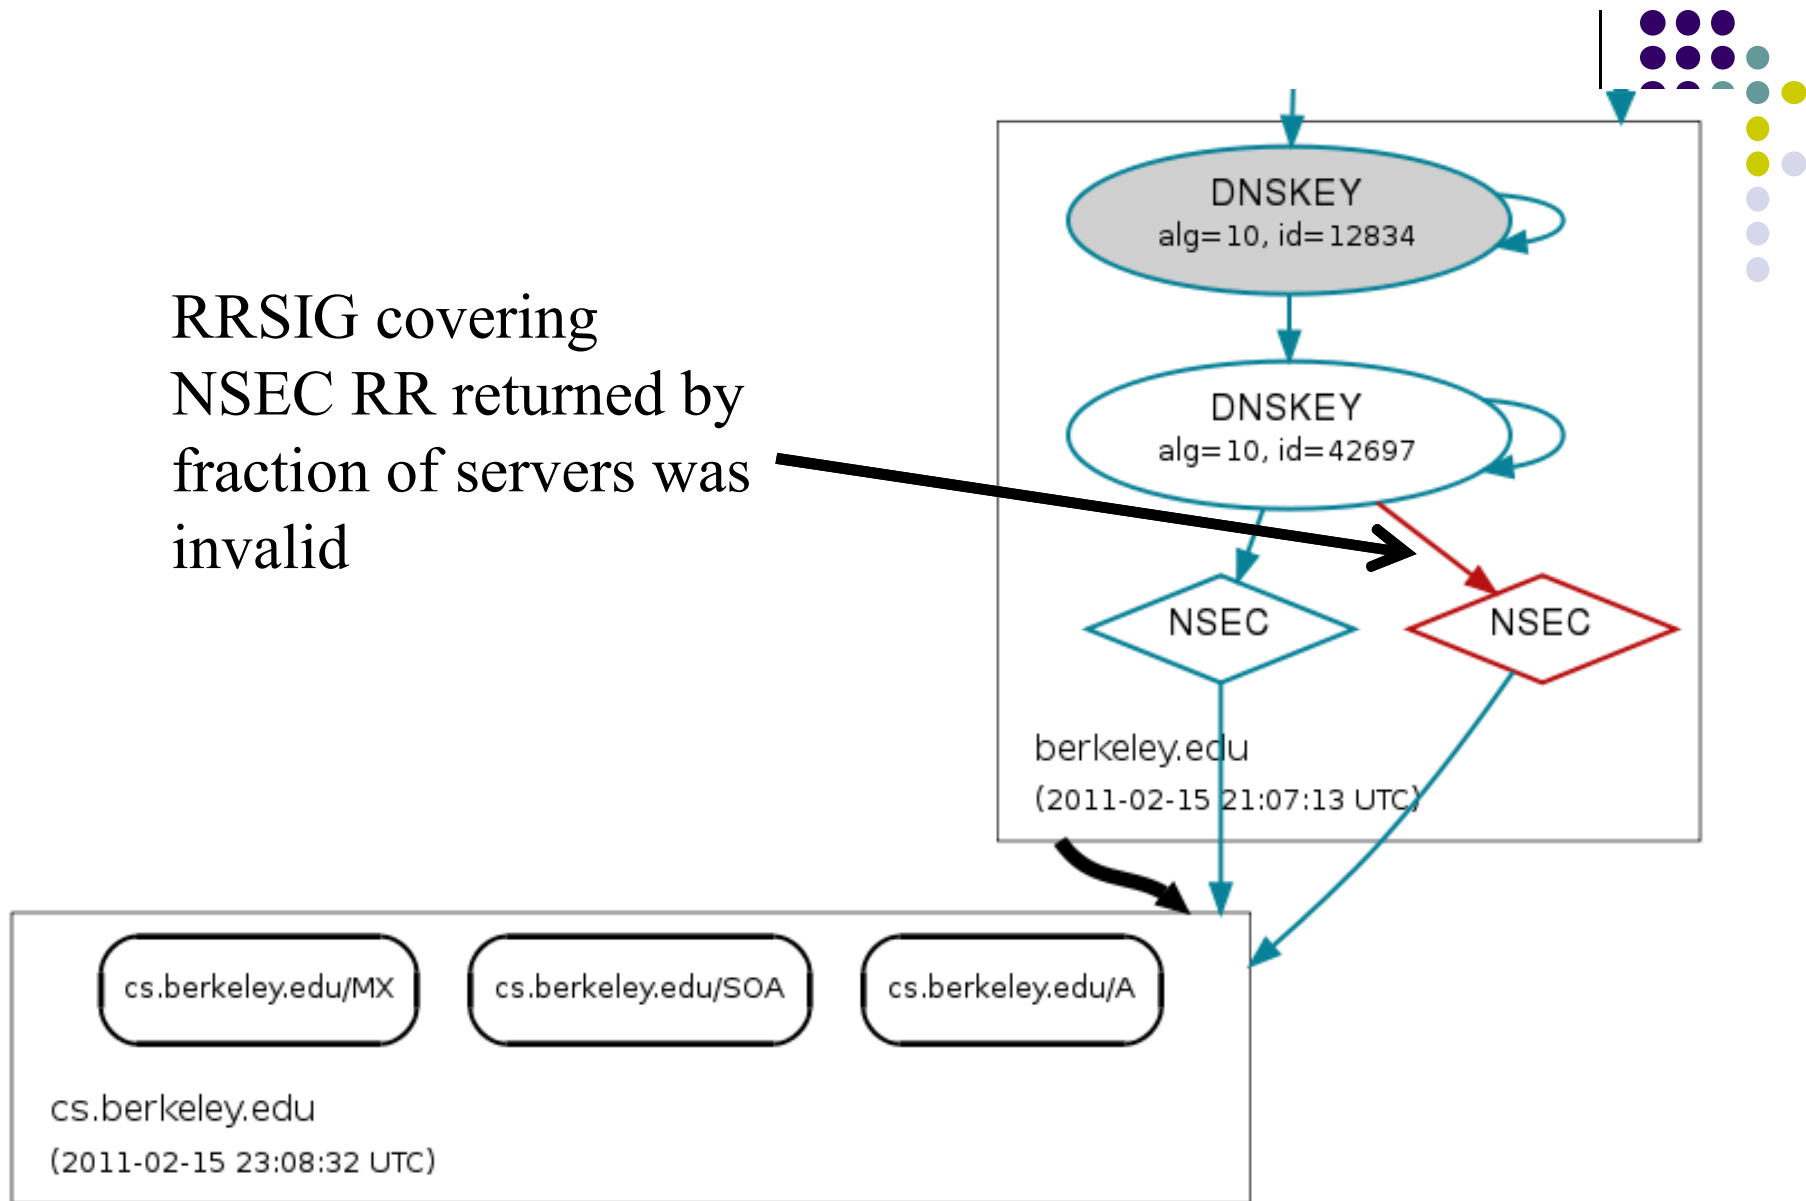 RRSIG covering
NSEC RR returned by
fraction of servers was
invalid
DNSKEY
alg=10, id=12834
DNSKEY
alg=10, id=42697
NSEC
NSEC
berkeley.edu
(2011-02-15 21:07:13 UTC)
cs.berkeley.edu/MX
cs.berkeley.edu/SOA
cs.berkeley.edu/A
cs.berkeley.edu
(2011-02-15 23:08:32 UTC)